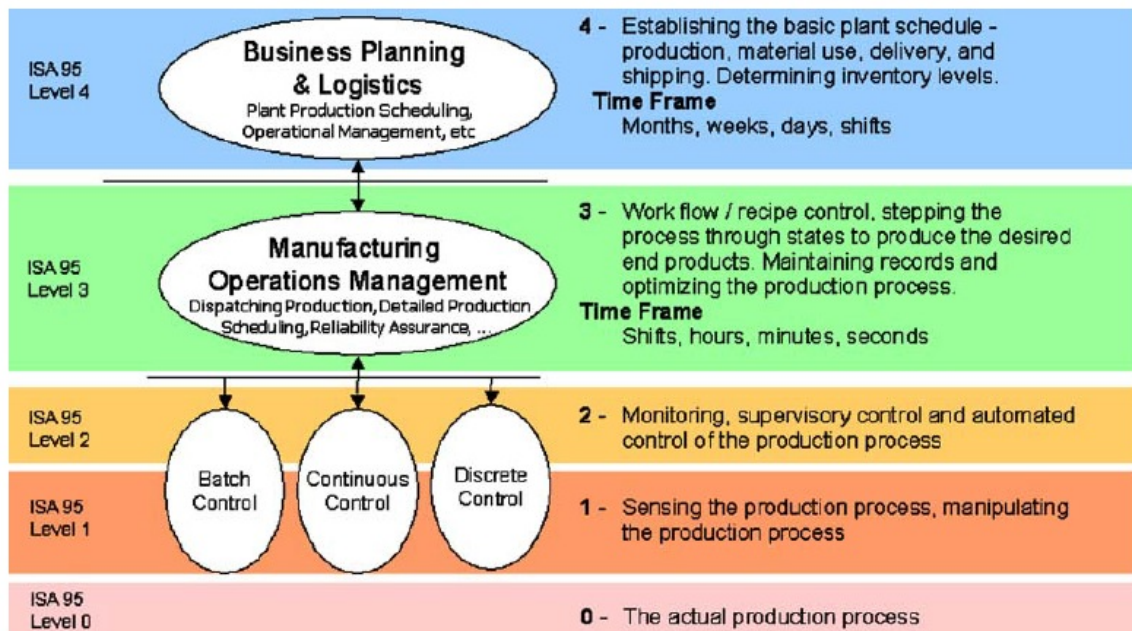 ISA 95
Level 4
Business Planning
& Logistics
Plant Production Scheduling,
Operational Management, etc
4 - Establishing the basic plant schedule -
production, material use, delivery, and
shipping. Determining inventory levels.
Time Frame
Months, weeks, days, shifts
ISA 95
Level 3
Manufacturing
Operations Management
Dispatching Production, Detailed Production
Scheduling, Reliability Assurance, ...
3 - Work flow / recipe control, stepping the
process through states to produce the desired
end products. Maintaining records and
optimizing the production process.
Time Frame
Shifts, hours, minutes, seconds
ISA 95
Level 2
2 - Monitoring, supervisory control and automated
control of the production process
Batch
Control
Continuous
Control
Discrete
Control
ISA 95
Level 1
1 - Sensing the production process, manipulating
the production process
ISA 95
Level 0
0 - The actual production process